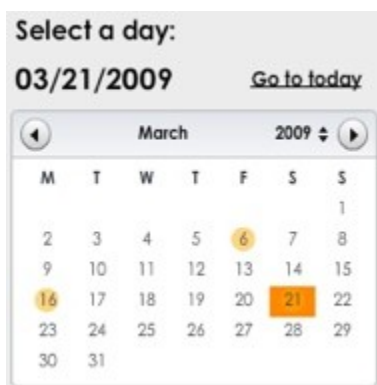 Select a day:
03/21/2009 Go to today
March 2009
M T W T F S S
1
2 3 4 5 6 7 8
9 10 11 12 13 14 15
16 17 18 19 20 21 22
23 24 25 26 27 28 29
30 31